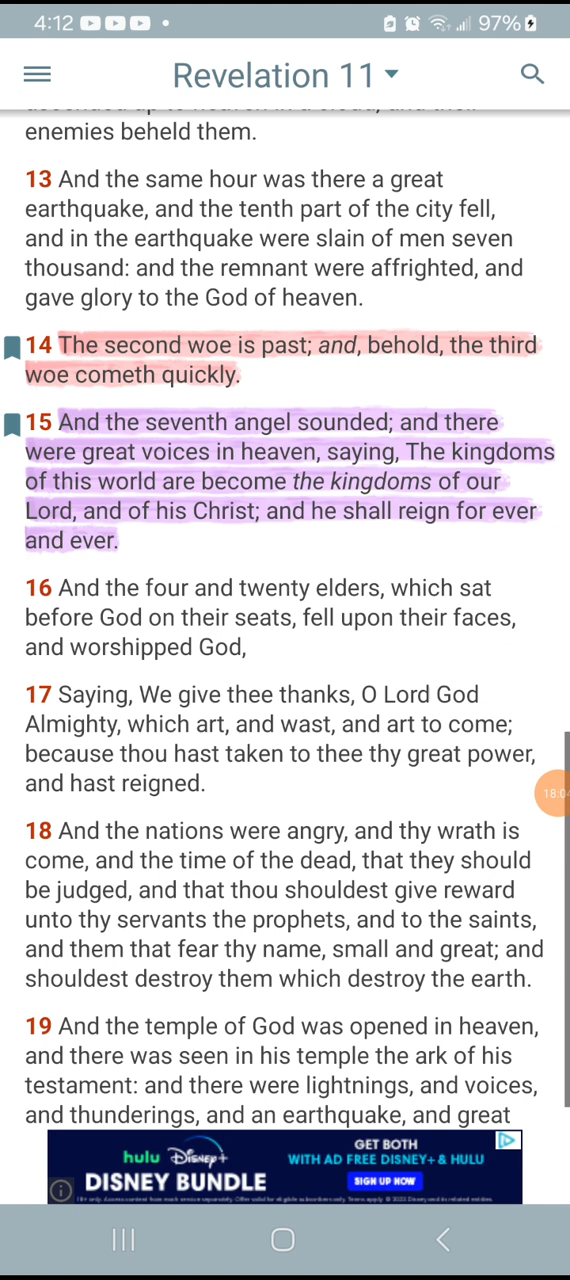 4:12
97%
Revelation 11
enemies beheld them.
13 And the same hour was there a great
earthquake, and the tenth part of the city fell,
and in the earthquake were slain of men seven
thousand: and the remnant were affrighted, and
gave glory to the God of heaven.
14 The second woe is past; and, behold, the third
woe cometh quickly.
15 And the seventh angel sounded; and there
were great voices in heaven, saying, The kingdoms
of this world are become the kingdoms of our
Lord, and of his Christ; and he shall reign for ever
and ever.
16 And the four and twenty elders, which sat
before God on their seats, fell upon their faces,
and worshipped God,
17 Saying, We give thee thanks, O Lord God
Almighty, which art, and wast, and art to come;
because thou hast taken to thee thy great power,
and hast reigned.
18:04
18 And the nations were angry, and thy wrath is
come, and the time of the dead, that they should
be judged, and that thou shouldest give reward
unto thy servants the prophets, and to the saints,
and them that fear thy name, small and great; and
shouldest destroy them which destroy the earth.
19 And the temple of God was opened in heaven,
and there was seen in his temple the ark of his
testament: and there were lightnings, and voices,
and thunderings, and an earthquake, and great
hulu Disney+
DISNEY BUNDLE
GET BOTH
WITH AD FREE DISNEY+ & HULU
SIGN UP NOW